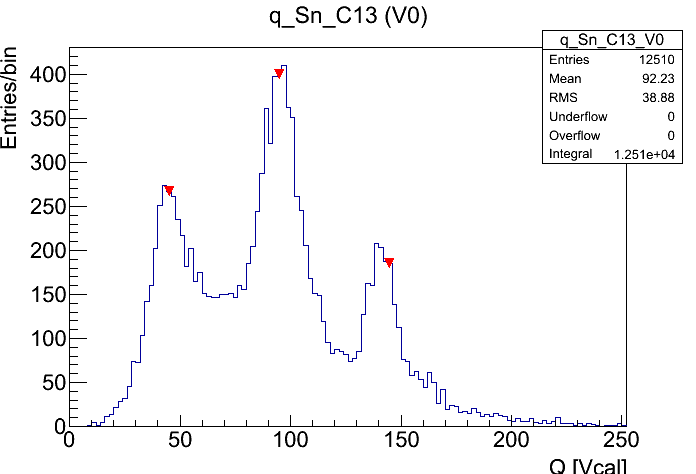 q_Sn_C13 (V0)
q_Sn_C13_V0
Entries 12510
Mean 92.23
RMS 38.88
Underflow 0
Overflow 0
Integral 1.251e+04
Entries/bin
400
350
300
250
200
150
100
50
0
0 50 100 150 200 250
Q [Vcal]